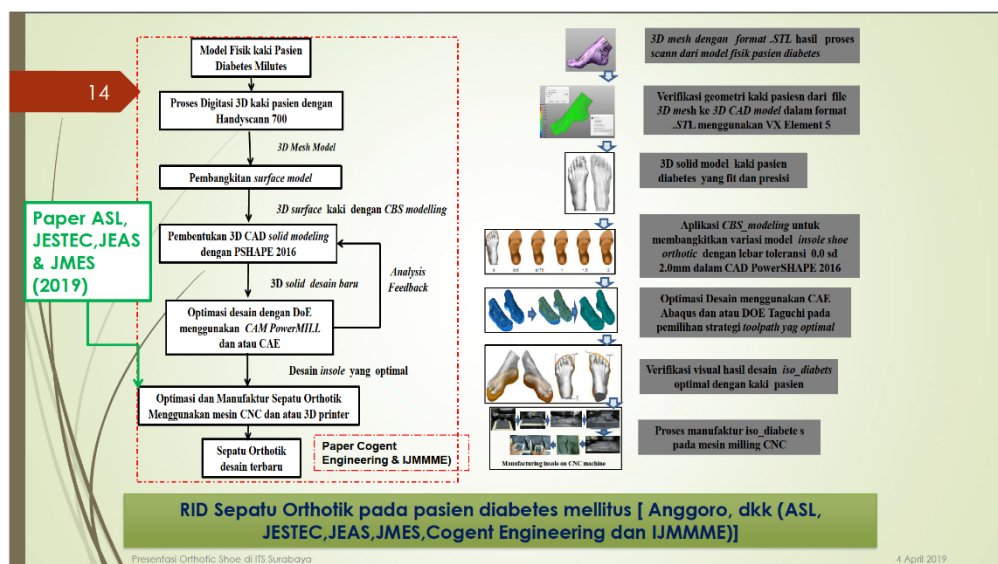 14
Model Fisik kaki Pasien
Diabetes Milutes
Proses Digitasi 3D kaki pasien dengan
Handyscann 700
3D Mesh Model
Pembangkitan surface model
3D surface kaki dengan CBS modelling
Pembentukan 3D CAD solid modeling
dengan PSHAPE 2016
3D solid desain baru
Analysis
Feedback
Optimasi desain dengan DoE
menggunakan CAM PowerMILL
dan atau CAE
Desain insole yang optimal
Optimasi dan Manufaktur Sepatu Orthotik
Menggunakan mesin CNC dan atau 3D printer
Sepatu Orthotik
desain terbaru
Paper ASL,
JESTEC,JEAS
& JMES
(2019)
Paper Cogent
Engineering & IJMMME)
3D mesh dengan format .STL hasil proses
scann dari model fisik pasien diabetes
Verifikasi geometri kaki pasiesn dari file
3D mesh ke 3D CAD model dalam format
.STL menggunakan VX Element 5
3D solid model kaki pasien
diabetes yang fit dan presisi
Aplikasi CBS_modeling untuk
membangkitan variasi model insole shoe
orthotic dengan lebar toleransi 0.0 sd
2.0mm dalam CAD PowerSHAPE 2016
0 0.5 0.75 1 1.5 2
Optimasi Desain menggunakan CAE
Abaqus dan atau DOE Taguchi pada
pemilihan strategi toolpath yag optimal
Verifikasi visual hasil desain iso_diabets
optimal dengan kaki pasien
Proses manufaktur iso_diabete s
pada mesin milling CNC
Manufacturing insole on CNC machine
RID Sepatu Orthotik pada pasien diabetes mellitus [ Anggoro, dkk (ASL,
JESTEC,JEAS,JMES,Cogent Engineering dan IJMMME)]
Presentasi Orthotic Shoe di ITS Surabaya
4 April 2019